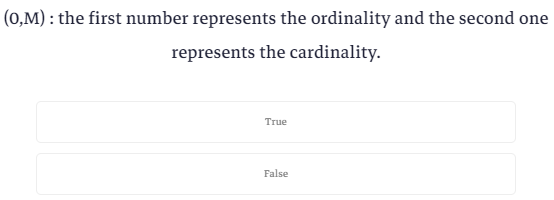 (0,M) : the first number represents the ordinality and the second one
represents the cardinality.
True
False